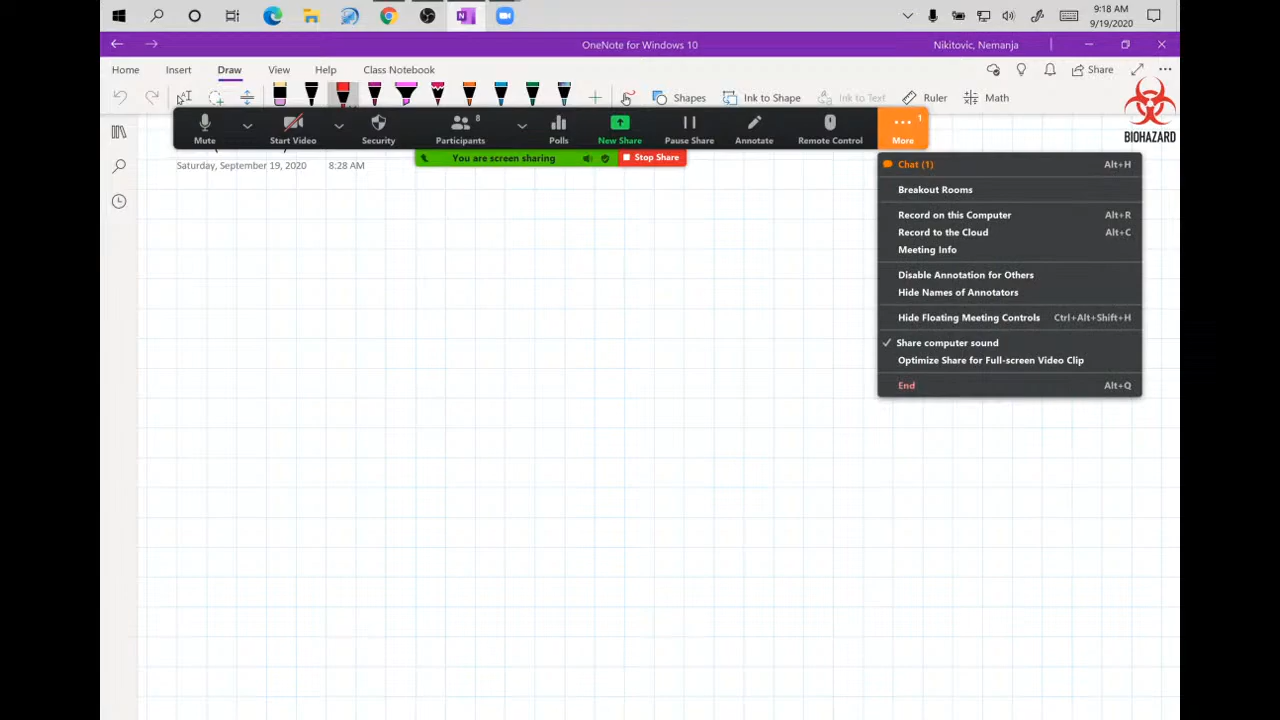 9:18 AM
9/19/2020
OneNote for Windows 10
Nikitovic, Nemanja
Home Insert Draw View Help Class Notebook
Share
Shapes Ink to Shape Ink to Text Ruler Math
BIOHAZARD
8
1
Mute Start Video Security Participants Polls New Share Pause Share Annotate Remote Control More
You are screen sharing Stop Share
Saturday, September 19, 2020 8:28 AM
Chat (1) Alt+H
Breakout Rooms
Record on this Computer Alt+R
Record to the Cloud Alt+C
Meeting Info
Disable Annotation for Others
Hide Names of Annotators
Hide Floating Meeting Controls Ctrl+Alt+Shift+H
Share computer sound
Optimize Share for Full-screen Video Clip
End Alt+Q